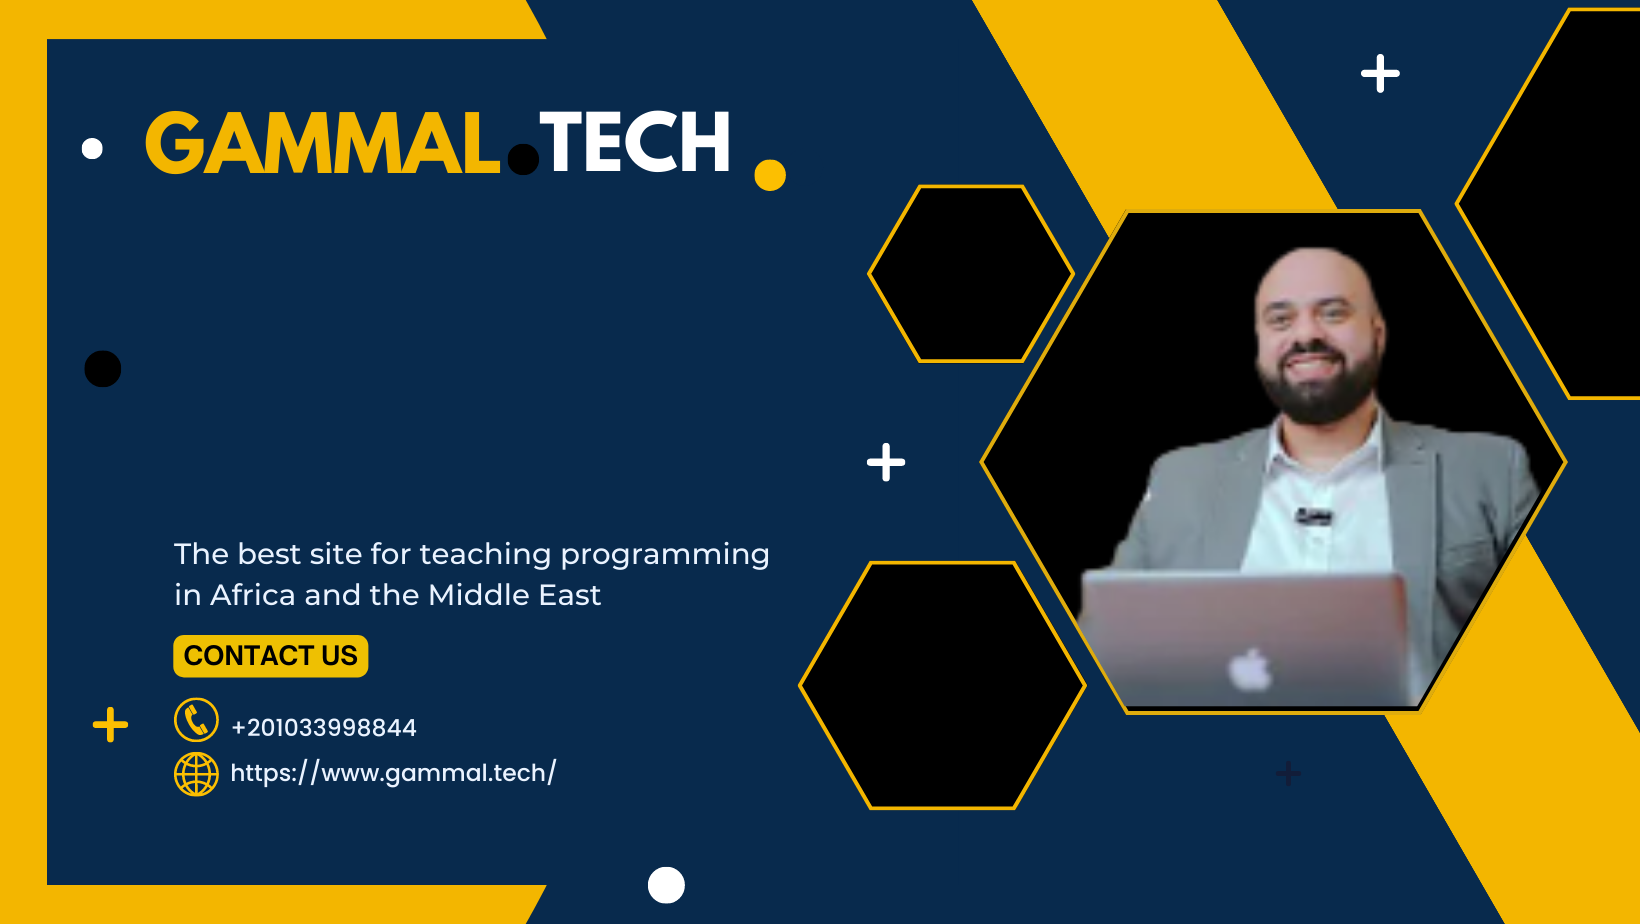 GAMMAL.TECH
The best site for teaching programming
in Africa and the Middle East
CONTACT US
+201033998844
https://www.gammal.tech/